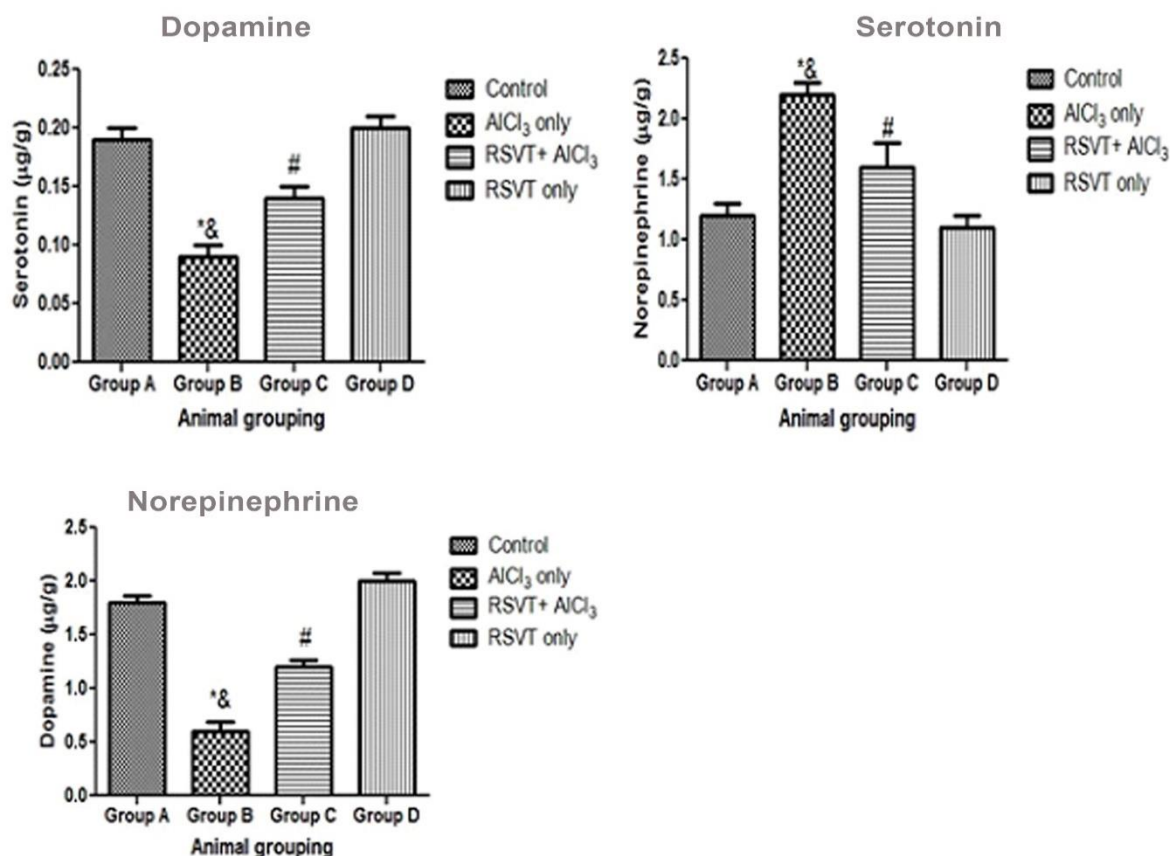 Dopamine
Serotonin (µg/g)
0.25
0.20
0.15
0.10
0.05
0.00
*&
#
Group A Group B Group C Group D
Animal grouping
Control
AlCl₃ only
RSVT+ AlCl₃
RSVT only
Serotonin
Norepinephrine (µg/g)
2.5
2.0
1.5
1.0
0.5
0.0
*&
#
Group A Group B Group C Group D
Animal grouping
Control
AlCl₃ only
RSVT+ AlCl₃
RSVT only
Norepinephrine
Dopamine (µg/g)
2.5
2.0
1.5
1.0
0.5
0.0
*&
#
Group A Group B Group C Group D
Animal grouping
Control
AlCl₃ only
RSVT+ AlCl₃
RSVT only